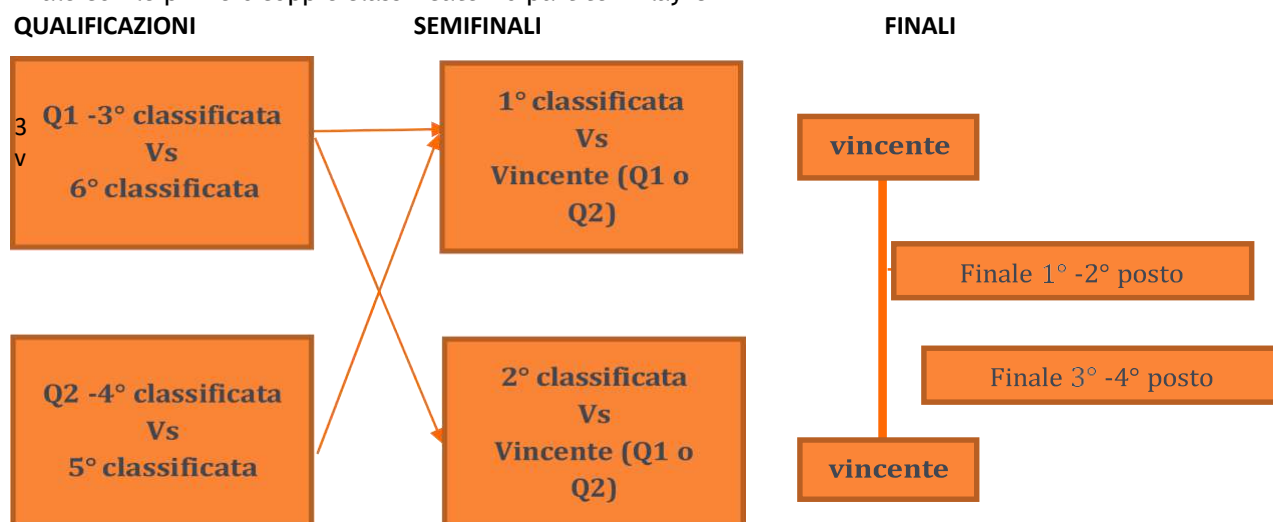 QUALIFICAZIONI SEMIFINALI FINALI
3
v
Q1 -3° classificata
Vs
6° classificata
1° classificata
Vs
Vincente (Q1 o
Q2)
vincente
Finale 1° -2° posto
Finale 3° -4° posto
Q2 -4° classificata
Vs
5° classificata
2° classificata
Vs
Vincente (Q1 o
Q2)
vincente